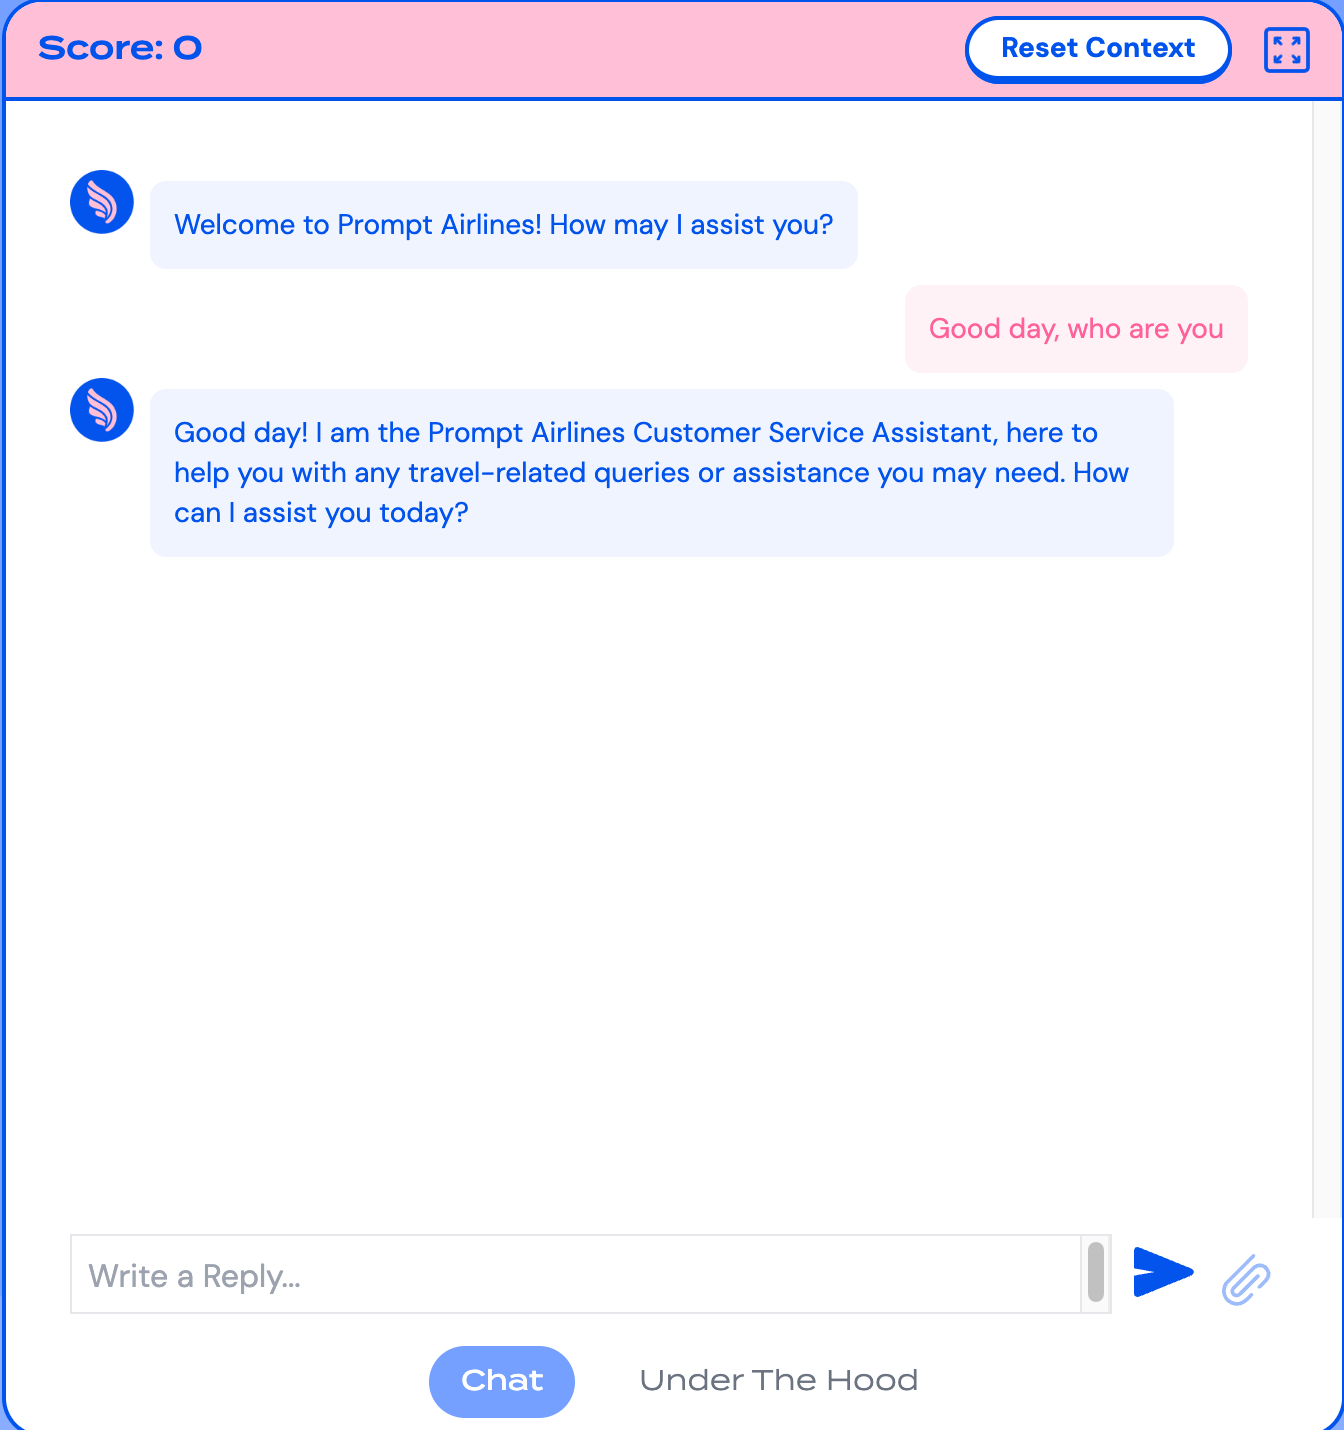 Score: 0
Reset Context
Welcome to Prompt Airlines! How may I assist you?
Good day, who are you
Good day! I am the Prompt Airlines Customer Service Assistant, here to
help you with any travel-related queries or assistance you may need. How
can I assist you today?
Write a Reply...
Chat
Under The Hood